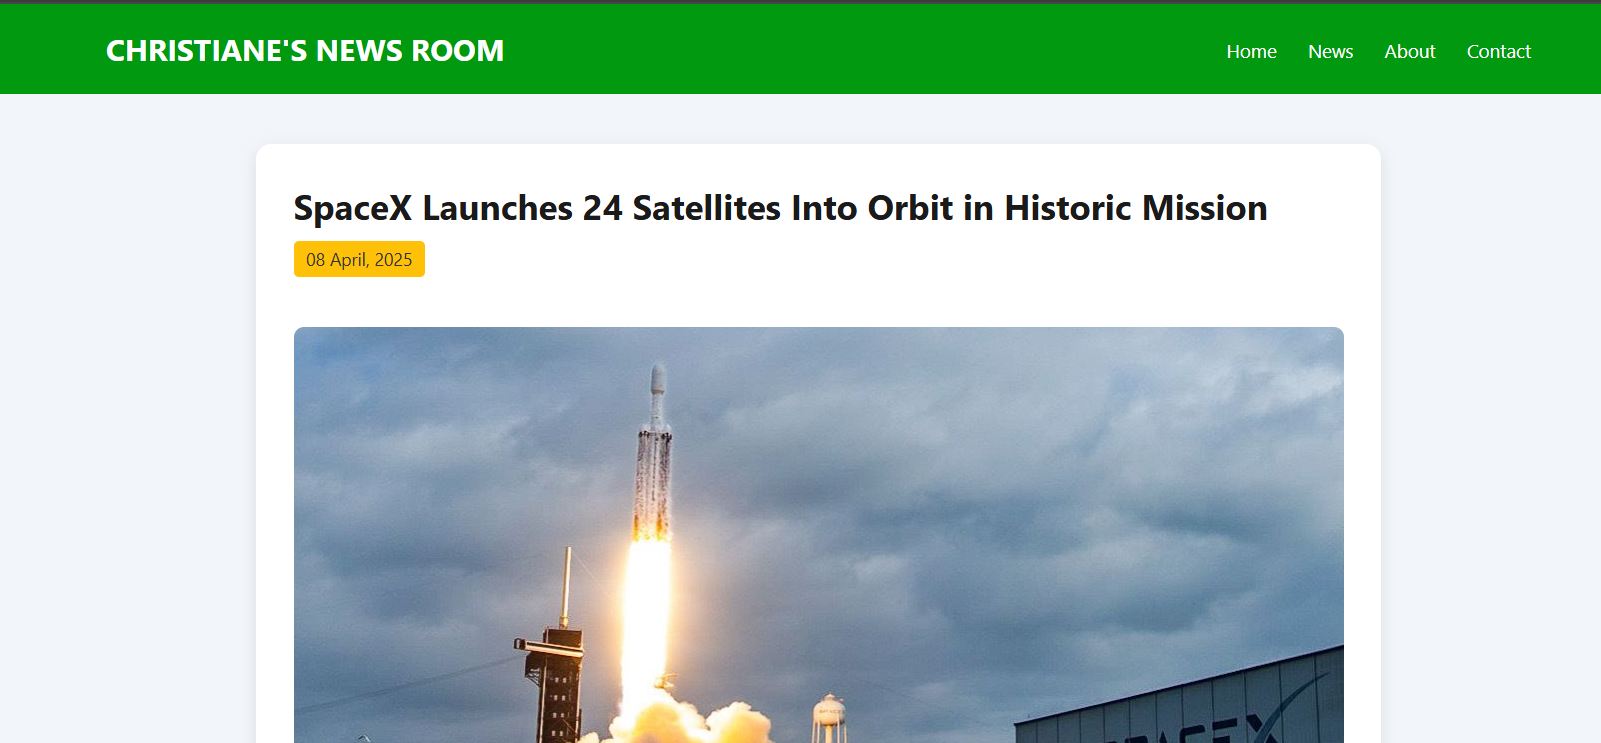 CHRISTIANE'S NEWS ROOM
Home News About Contact
SpaceX Launches 24 Satellites Into Orbit in Historic Mission
08 April, 2025
SPACEX